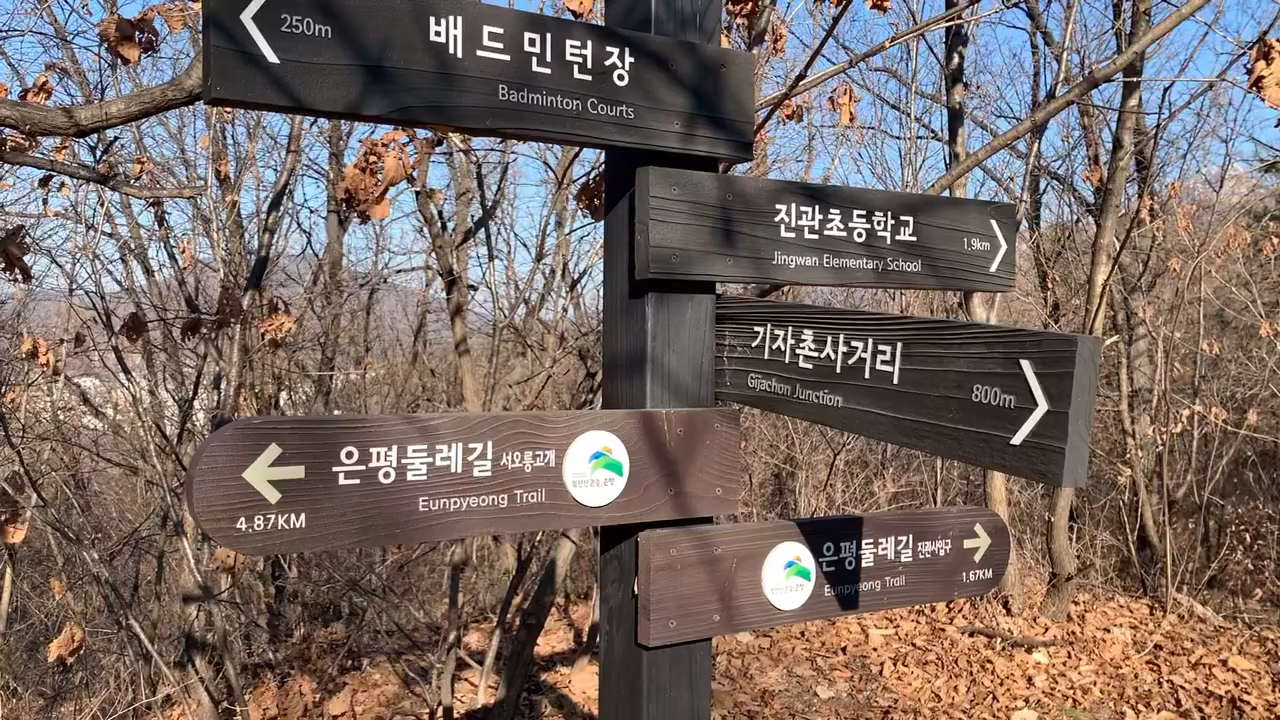 250m
배드민턴장
Badminton Courts
진관초등학교
Jingwan Elementary School
1.9km
기자촌사거리
Gijachon Junction
800m
은평둘레길 서오릉고개
Eunpyeong Trail
4.87KM
은평둘레길 진관사입구
Eunpyeong Trail
1.67KM